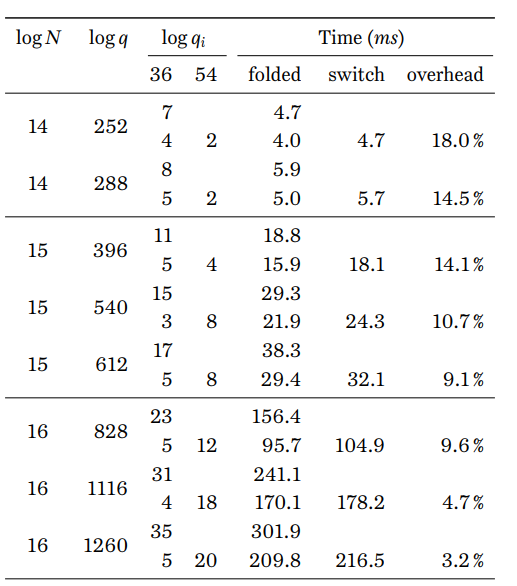 log N log q log qi Time (ms)
36 54 folded switch overhead
7 4.7
14 252
4 2 4.0 4.7 18.0%
8 5.9
14 288
5 2 5.0 5.7 14.5%
11 18.8
15 396
5 4 15.9 18.1 14.1%
15 29.3
15 540
3 8 21.9 24.3 10.7%
17 38.3
15 612
5 8 29.4 32.1 9.1%
23 156.4
16 828
5 12 95.7 104.9 9.6%
31 241.1
16 1116
4 18 170.1 178.2 4.7%
35 301.9
16 1260
5 20 209.8 216.5 3.2%